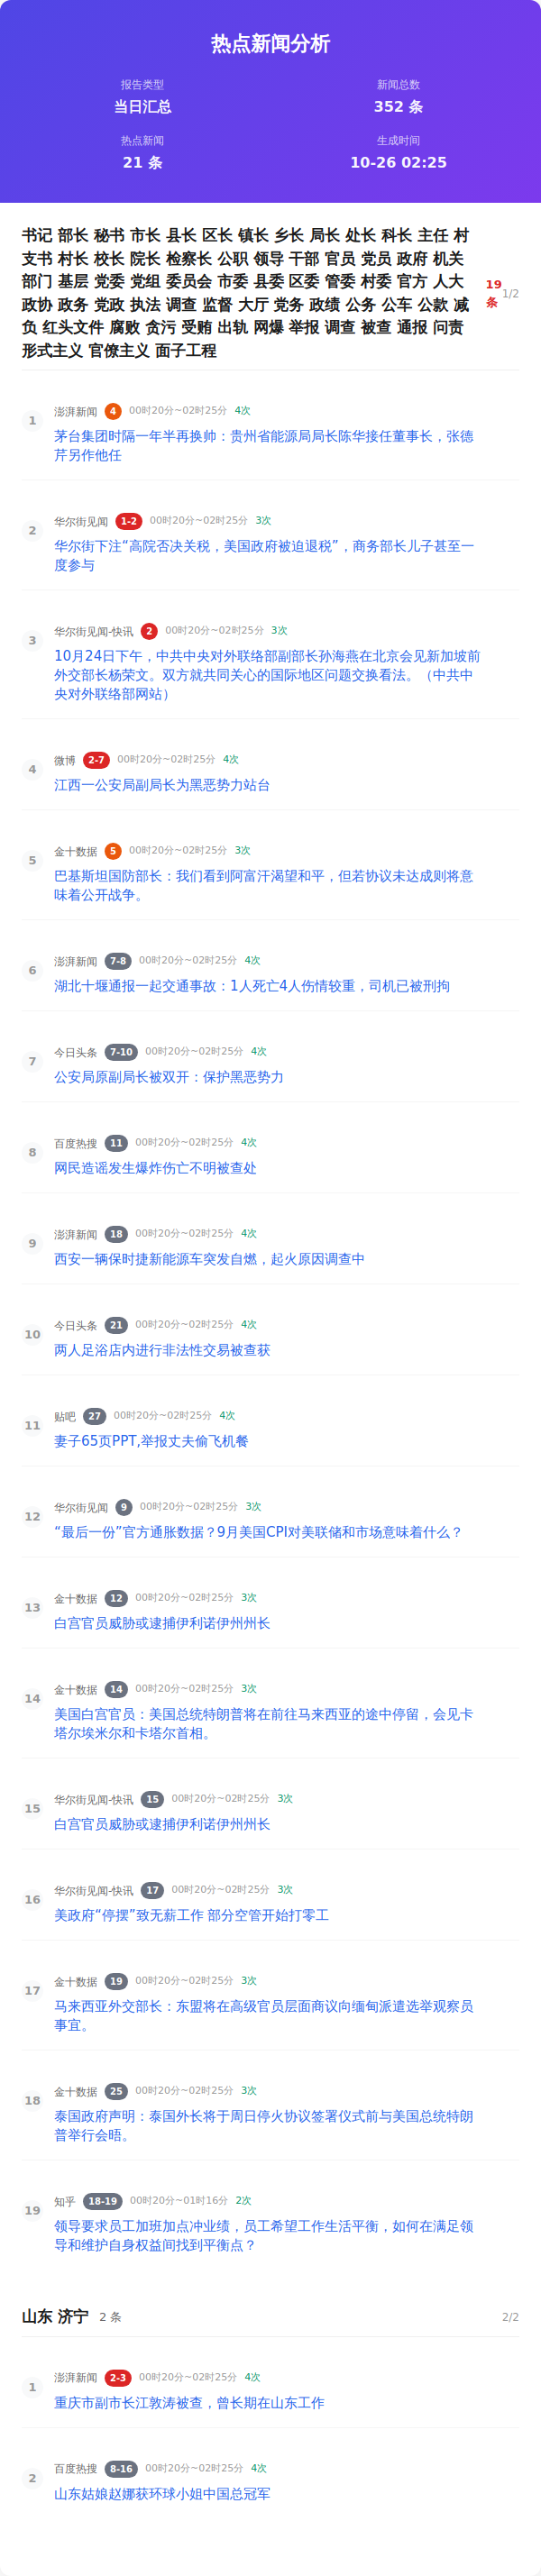 热点新闻分析
报告类型
当日汇总
新闻总数
352 条
热点新闻
21 条
生成时间
10-26 02:25
书记 部长 秘书 市长 县长 区长 镇长 乡长 局长 处长 科长 主任 村
支书 村长 校长 院长 检察长 公职 领导 干部 官员 党员 政府 机关
部门 基层 党委 党组 委员会 市委 县委 区委 管委 村委 官方 人大
政协 政务 党政 执法 调查 监督 大厅 党务 政绩 公务 公车 公款 减
负 红头文件 腐败 贪污 受贿 出轨 网爆 举报 调查 被查 通报 问责
形式主义 官僚主义 面子工程
19
条
1/2
1
澎湃新闻 4 00时20分~02时25分 4次
茅台集团时隔一年半再换帅：贵州省能源局局长陈华接任董事长，张德
芹另作他任
2
华尔街见闻 1-2 00时20分~02时25分 3次
华尔街下注“高院否决关税，美国政府被迫退税”，商务部长儿子甚至一
度参与
3
华尔街见闻-快讯 2 00时20分~02时25分 3次
10月24日下午，中共中央对外联络部副部长孙海燕在北京会见新加坡前
外交部长杨荣文。双方就共同关心的国际地区问题交换看法。（中共中
央对外联络部网站）
4
微博 2-7 00时20分~02时25分 4次
江西一公安局副局长为黑恶势力站台
5
金十数据 5 00时20分~02时25分 3次
巴基斯坦国防部长：我们看到阿富汗渴望和平，但若协议未达成则将意
味着公开战争。
6
澎湃新闻 7-8 00时20分~02时25分 4次
湖北十堰通报一起交通事故：1人死亡4人伤情较重，司机已被刑拘
7
今日头条 7-10 00时20分~02时25分 4次
公安局原副局长被双开：保护黑恶势力
8
百度热搜 11 00时20分~02时25分 4次
网民造谣发生爆炸伤亡不明被查处
9
澎湃新闻 18 00时20分~02时25分 4次
西安一辆保时捷新能源车突发自燃，起火原因调查中
10
今日头条 21 00时20分~02时25分 4次
两人足浴店内进行非法性交易被查获
11
贴吧 27 00时20分~02时25分 4次
妻子65页PPT,举报丈夫偷飞机餐
12
华尔街见闻 9 00时20分~02时25分 3次
“最后一份”官方通胀数据？9月美国CPI对美联储和市场意味着什么？
13
金十数据 12 00时20分~02时25分 3次
白宫官员威胁或逮捕伊利诺伊州州长
14
金十数据 14 00时20分~02时25分 3次
美国白宫官员：美国总统特朗普将在前往马来西亚的途中停留，会见卡
塔尔埃米尔和卡塔尔首相。
15
华尔街见闻-快讯 15 00时20分~02时25分 3次
白宫官员威胁或逮捕伊利诺伊州州长
16
华尔街见闻-快讯 17 00时20分~02时25分 3次
美政府“停摆”致无薪工作 部分空管开始打零工
17
金十数据 19 00时20分~02时25分 3次
马来西亚外交部长：东盟将在高级官员层面商议向缅甸派遣选举观察员
事宜。
18
金十数据 25 00时20分~02时25分 3次
泰国政府声明：泰国外长将于周日停火协议签署仪式前与美国总统特朗
普举行会晤。
19
知乎 18-19 00时20分~01时16分 2次
领导要求员工加班加点冲业绩，员工希望工作生活平衡，如何在满足领
导和维护自身权益间找到平衡点？
山东 济宁 2 条
2/2
1
澎湃新闻 2-3 00时20分~02时25分 4次
重庆市副市长江敦涛被查，曾长期在山东工作
2
百度热搜 8-16 00时20分~02时25分 4次
山东姑娘赵娜获环球小姐中国总冠军